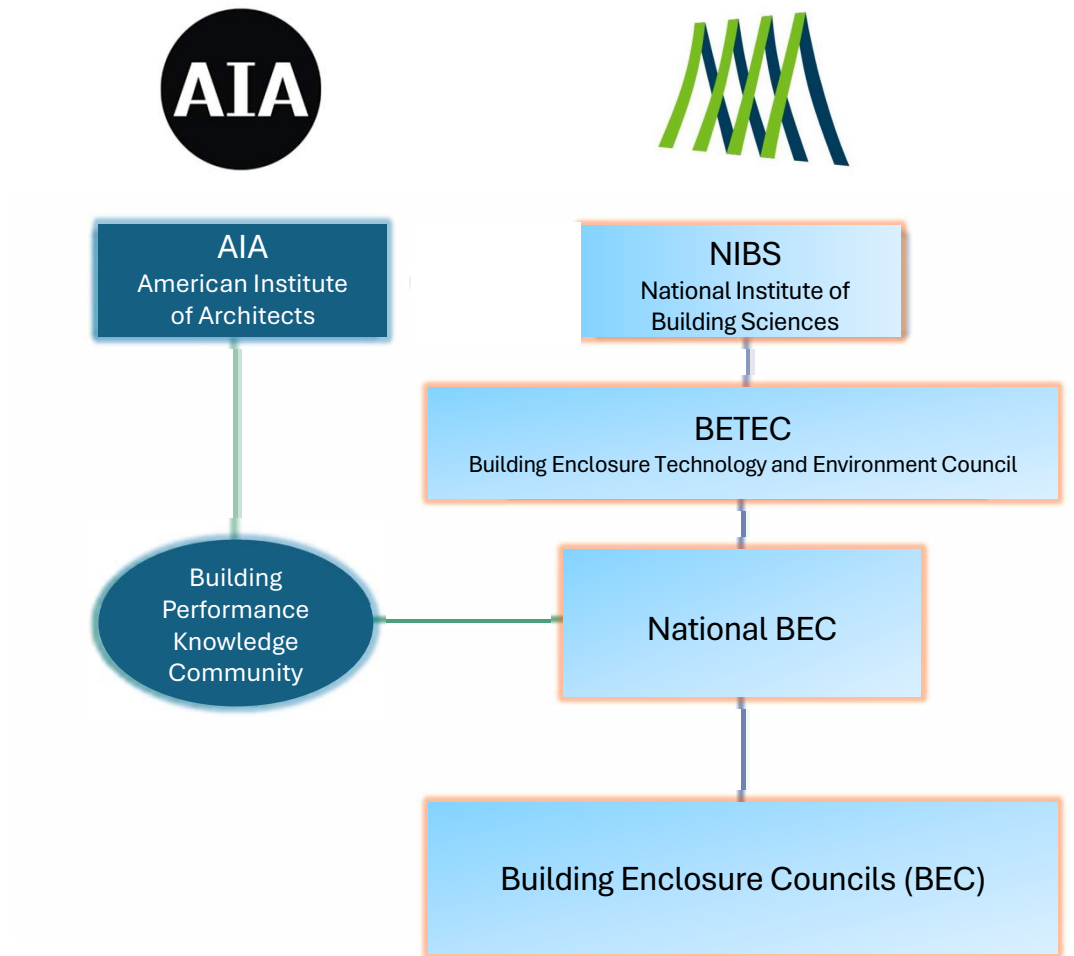 AIA
AIA
American Institute
of Architects
NIBS
National Institute of
Building Sciences
BETEC
Building Enclosure Technology and Environment Council
Building
Performance
Knowledge
Community
National BEC
Building Enclosure Councils (BEC)